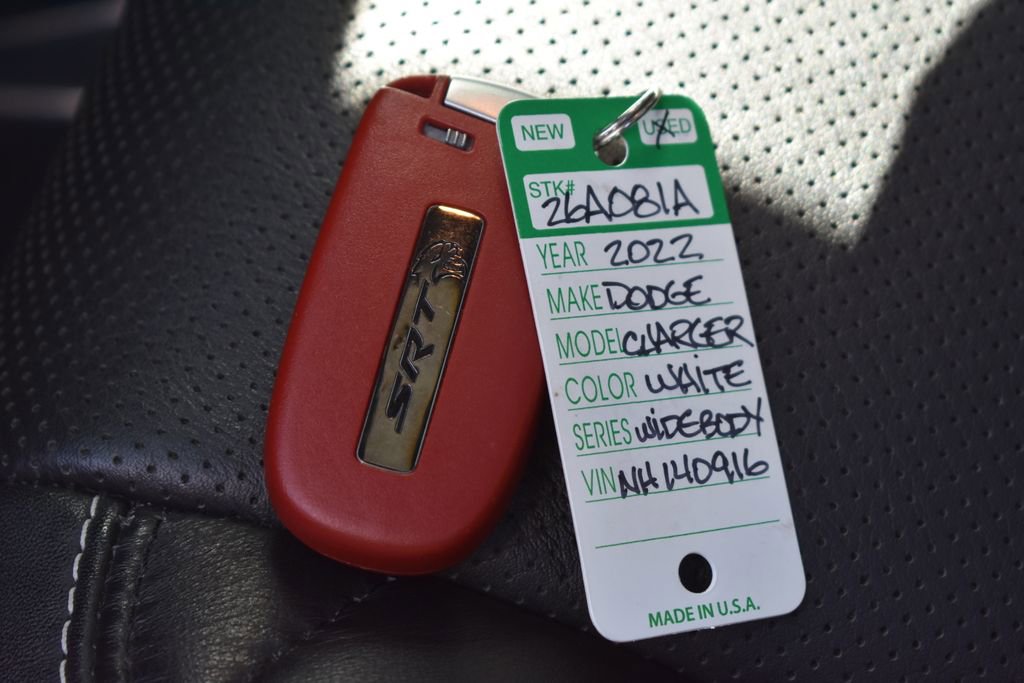 SRT
NEW USED
STK# 26A081A
YEAR 2022
MAKE DODGE
MODEL CHARGER
COLOR WHITE
SERIES WIDEBODY
VIN NH140916
MADE IN U.S.A.